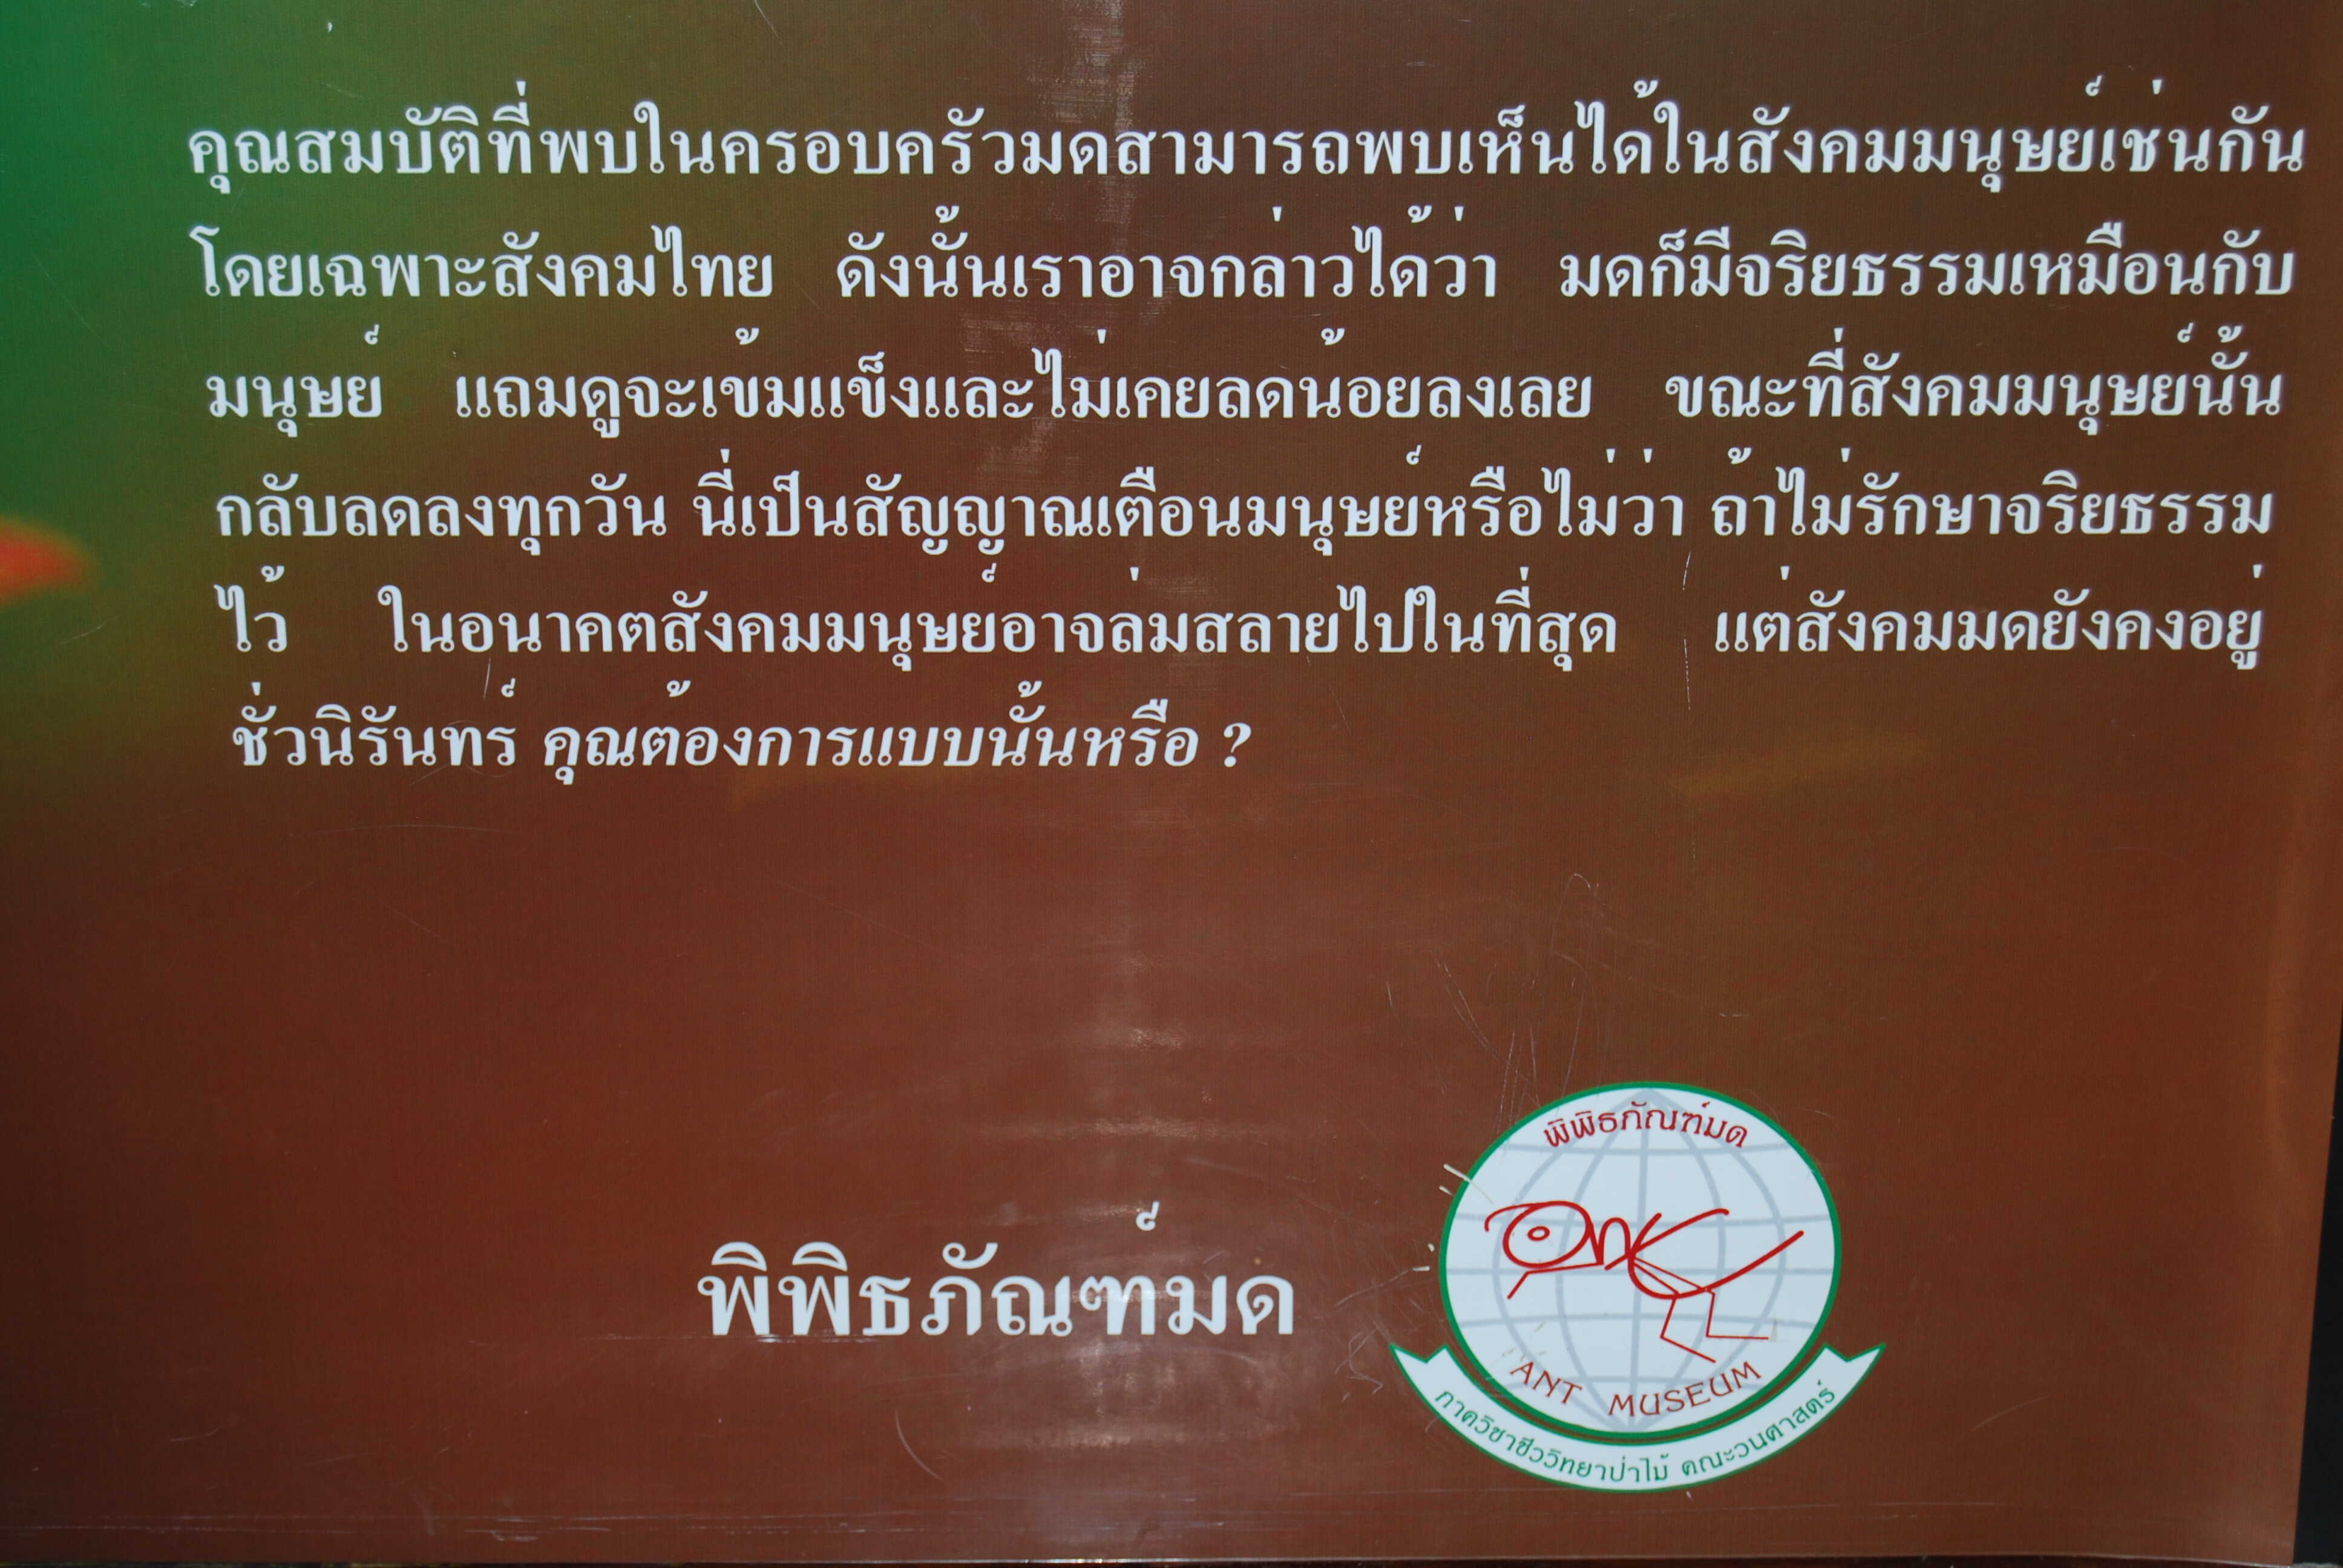 คุณสมบัติที่พบในครอบครัวมดสามารถพบเห็นได้ในสังคมมนุษย์เช่นกัน
โดยเฉพาะสังคมไทย ดังนั้นเราอาจกล่าวได้ว่า มดก็มีจริยธรรมเหมือนกับ
มนุษย์ แถมดูจะเข้มแข็งและไม่เคยลดน้อยลงเลย ขณะที่สังคมมนุษย์นั้น
กลับลดลงทุกวัน นี่เป็นสัญญาณเตือนมนุษย์หรือไม่ว่า ถ้าไม่รักษาจริยธรรม
ไว้ ในอนาคตสังคมมนุษย์อาจล่มสลายไปในที่สุด แต่สังคมมดยังคงอยู่
ชั่วนิรันทร์ คุณต้องการแบบนั้นหรือ ?
พิพิธภัณฑ์มด
พิพิธภัณฑ์มด
ANT MUSEUM
ภาควิชาชีววิทยาป่าไม้ คณะวนศาสตร์